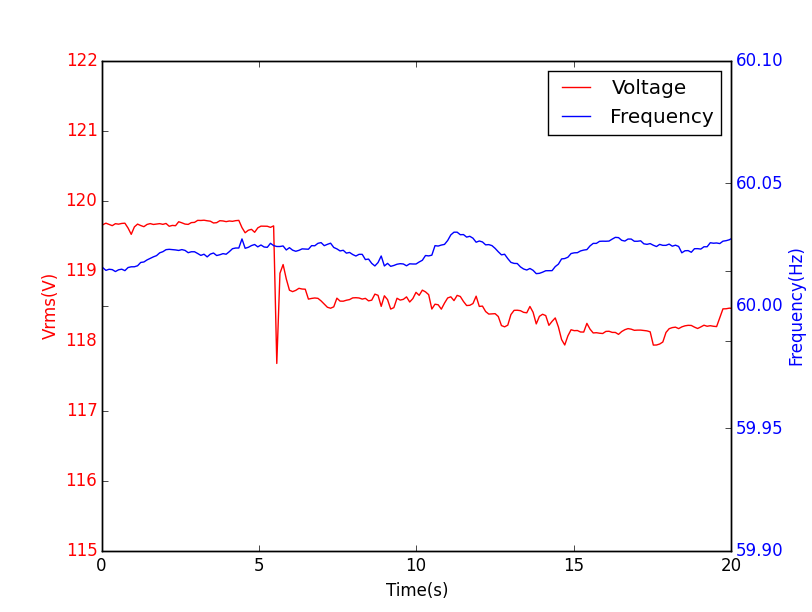 Voltage
Frequency
122
121
120
119
118
117
116
115
Vrms(V)
60.10
60.05
60.00
59.95
59.90
Frequency(Hz)
0 5 10 15 20
Time(s)